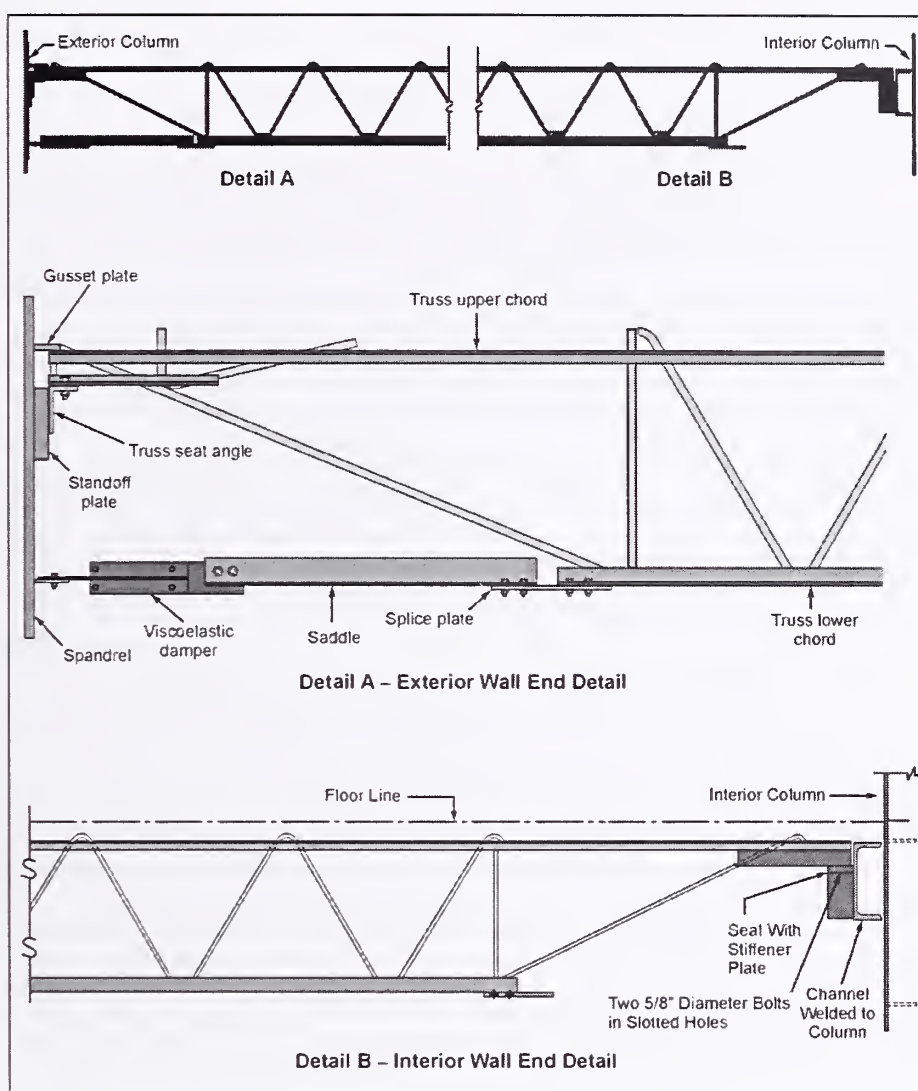 Exterior Column
Interior Column
Detail A
Detail B
Gusset plate
Truss upper chord
Truss seat angle
Standoff
plate
Viscoelastic
damper
Saddle
Splice plate
Truss lower
chord
Spandrel
Detail A – Exterior Wall End Detail
Floor Line
Interior Column
Seat With
Stiffener
Plate
Two 5/8" Diameter Bolts
in Slotted Holes
Channel
Welded to
Column
Detail B – Interior Wall End Detail